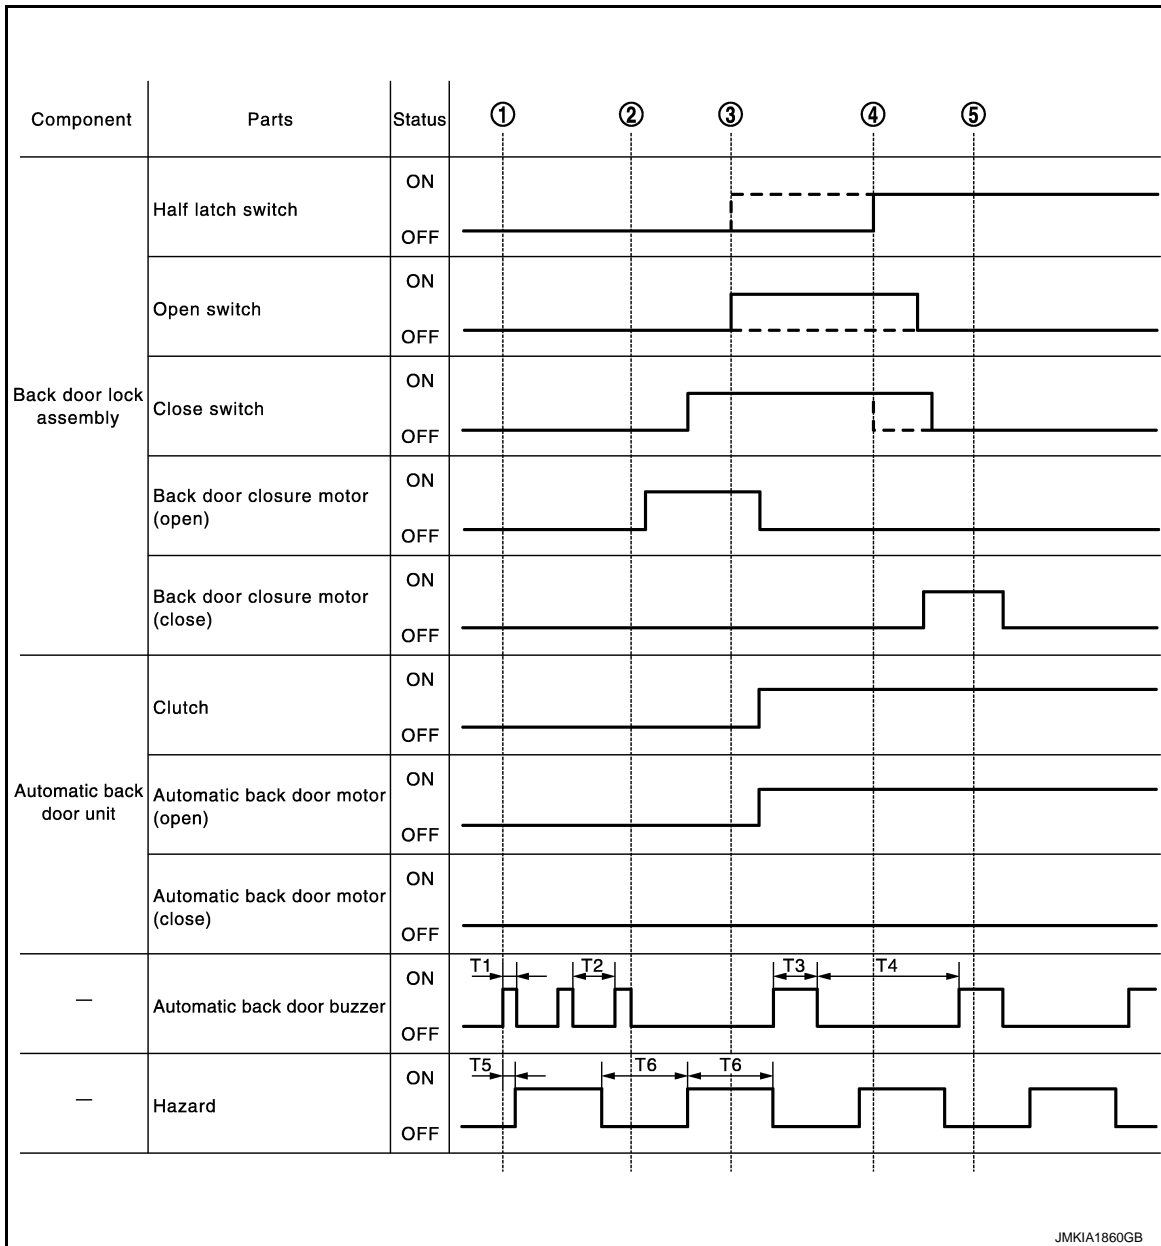 Component Parts Status ① ② ③ ④ ⑤
Back door lock
assembly
Half latch switch
ON
OFF
Open switch
ON
OFF
Close switch
ON
OFF
Back door closure motor
(open)
ON
OFF
Back door closure motor
(close)
ON
OFF
Automatic back
door unit
Clutch
ON
OFF
Automatic back door motor
(open)
ON
OFF
Automatic back door motor
(close)
ON
OFF
—
Automatic back door buzzer
ON
OFF
T1 T2 T3 T4
—
Hazard
ON
OFF
T5 T6 T6
JMKIA1860GB